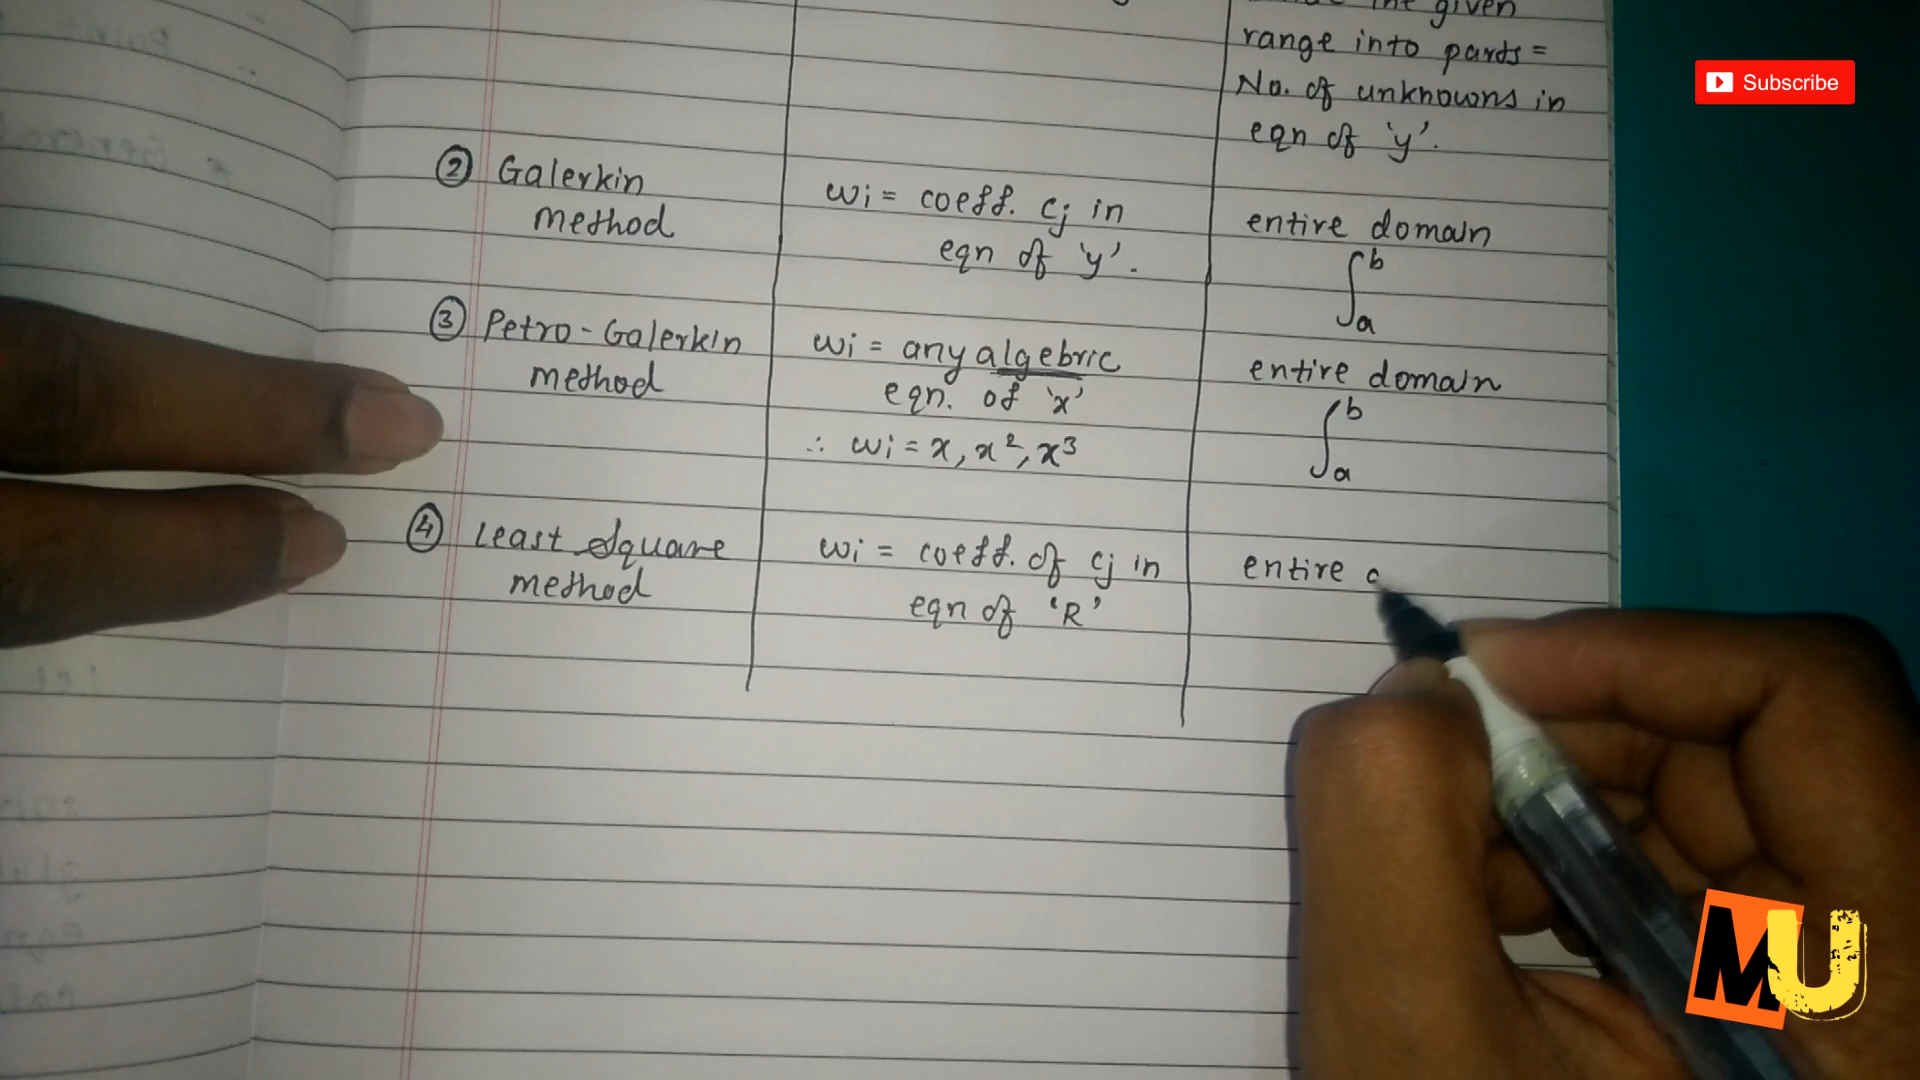 the given
range into parts =
No. of unknowns in
eqn of 'y'.
② Galerkin
method
wi = coeff. cj in
eqn of 'y'.
entire domain
∫ₐᵇ
③ Petro-Galerkin
method
wi = any algebric
eqn. of 'x'
∴ wi = x, x², x³
entire domain
∫ₐᵇ
④ Least Square
method
wi = coeff. of cj in
eqn of 'R'
entire
Subscribe
MU